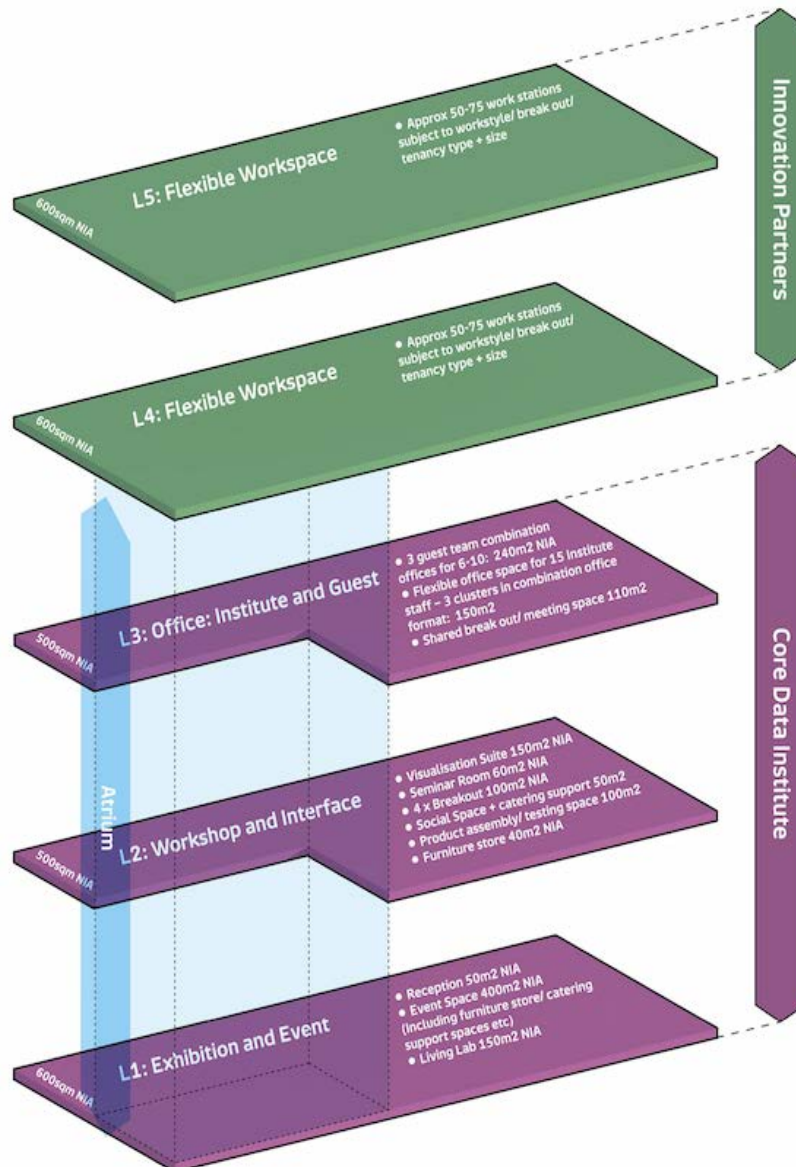 Innovation Partners
L5: Flexible Workspace
600sqm NIA
• Approx 50-75 work stations
subject to workstyle/ break out/
tenancy type + size
L4: Flexible Workspace
600sqm NIA
• Approx 50-75 work stations
subject to workstyle/ break out/
tenancy type + size
Core Data Institute
Atrium
L3: Office: Institute and Guest
500sqm NIA
• 3 guest team combination
offices for 6-10: 240m2 NIA
• Flexible office space for 15 Institute
staff – 3 clusters in combination office
format: 150m2
• Shared break out/ meeting space 110m2
L2: Workshop and Interface
500sqm NIA
• Visualisation Suite 150m2 NIA
• Seminar Room 60m2 NIA
• 4 x Breakout 100m2 NIA
• Social Space + catering support 50m2
• Product assembly/ testing space 100m2
• Furniture store 40m2 NIA
L1: Exhibition and Event
600sqm NIA
• Reception 50m2 NIA
• Event Space 400m2 NIA
(Including furniture store/ catering
support spaces etc)
• Living Lab 150m2 NIA